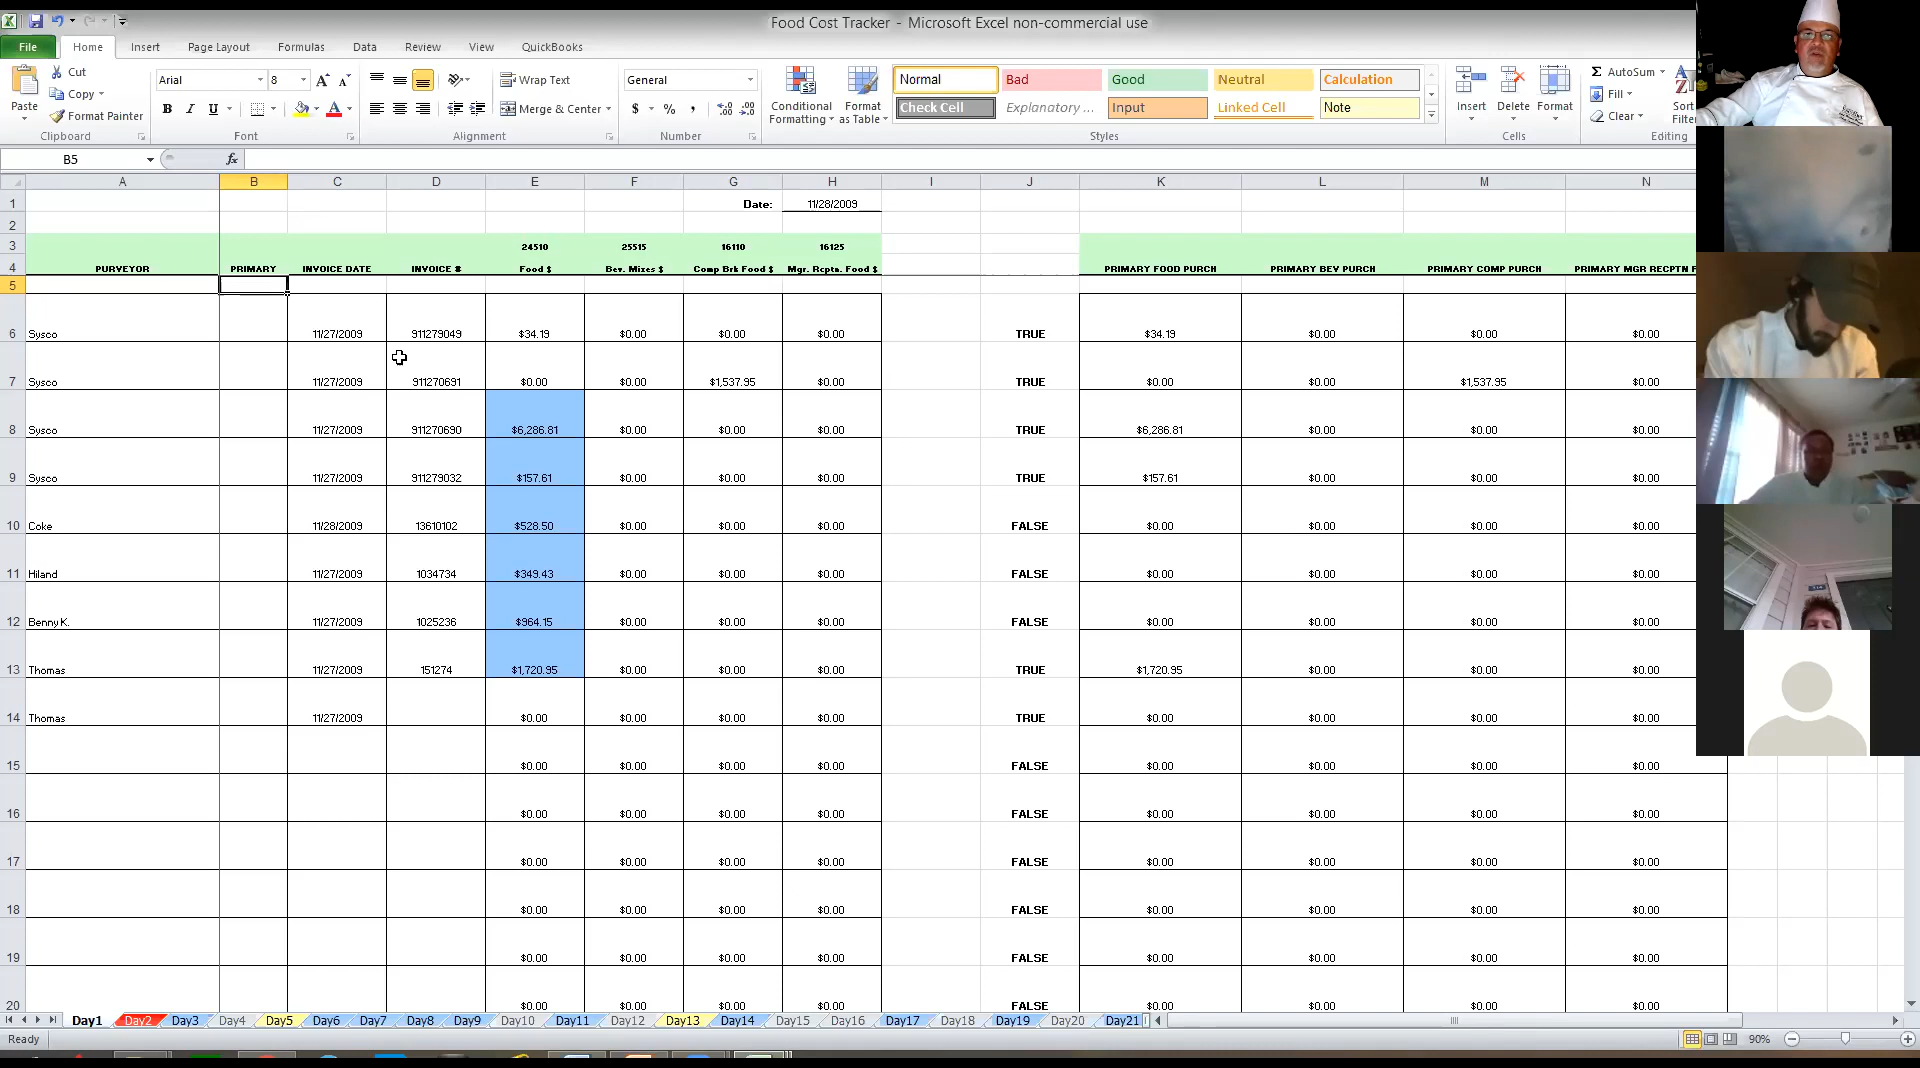 Food Cost Tracker - Microsoft Excel non-commercial use
File Home Insert Page Layout Formulas Data Review View QuickBooks
Paste Cut Copy Format Painter Clipboard
Arial 8 B I U Font
Wrap Text Merge & Center Alignment
General $ % , Number
Conditional Formatting Format as Table
Normal Bad Good Neutral Calculation
Check Cell Explanatory ... Input Linked Cell Note
Styles
Insert Delete Format Cells
AutoSum Fill Clear Sort Filter Editing
B5 fx
A B C D E F G H I J K L M N
1 Date: 11/28/2009
2
3 24510 25515 16110 16125
4 PURVEYOR PRIMARY INVOICE DATE INVOICE # Food $ Bev. Mixes $ Comp Brk Food $ Mgr. Rcptn. Food $ PRIMARY FOOD PURCH PRIMARY BEV PURCH PRIMARY COMP PURCH PRIMARY MGR RECPTN F
5
6 Sysco 11/27/2009 911279049 $34.19 $0.00 $0.00 $0.00 TRUE $34.19 $0.00 $0.00 $0.00
7 Sysco 11/27/2009 911270691 $0.00 $0.00 $1,537.95 $0.00 TRUE $0.00 $0.00 $1,537.95 $0.00
8 Sysco 11/27/2009 911270690 $6,286.81 $0.00 $0.00 $0.00 TRUE $6,286.81 $0.00 $0.00 $0.00
9 Sysco 11/27/2009 911279032 $157.61 $0.00 $0.00 $0.00 TRUE $157.61 $0.00 $0.00 $0.00
10 Coke 11/28/2009 13610102 $528.50 $0.00 $0.00 $0.00 FALSE $0.00 $0.00 $0.00 $0.00
11 Hiland 11/27/2009 1034734 $349.43 $0.00 $0.00 $0.00 FALSE $0.00 $0.00 $0.00 $0.00
12 Benny K. 11/27/2009 1025236 $964.15 $0.00 $0.00 $0.00 FALSE $0.00 $0.00 $0.00 $0.00
13 Thomas 11/27/2009 151274 $1,720.95 $0.00 $0.00 $0.00 TRUE $1,720.95 $0.00 $0.00 $0.00
14 Thomas 11/27/2009 $0.00 $0.00 $0.00 $0.00 TRUE $0.00 $0.00 $0.00 $0.00
15 $0.00 $0.00 $0.00 $0.00 FALSE $0.00 $0.00 $0.00 $0.00
16 $0.00 $0.00 $0.00 $0.00 FALSE $0.00 $0.00 $0.00 $0.00
17 $0.00 $0.00 $0.00 $0.00 FALSE $0.00 $0.00 $0.00 $0.00
18 $0.00 $0.00 $0.00 $0.00 FALSE $0.00 $0.00 $0.00 $0.00
19 $0.00 $0.00 $0.00 $0.00 FALSE $0.00 $0.00 $0.00 $0.00
20 $0.00 $0.00 $0.00 $0.00 FALSE $0.00 $0.00 $0.00 $0.00
Day1 Day2 Day3 Day4 Day5 Day6 Day7 Day8 Day9 Day10 Day11 Day12 Day13 Day14 Day15 Day16 Day17 Day18 Day19 Day20 Day21
Ready 90%